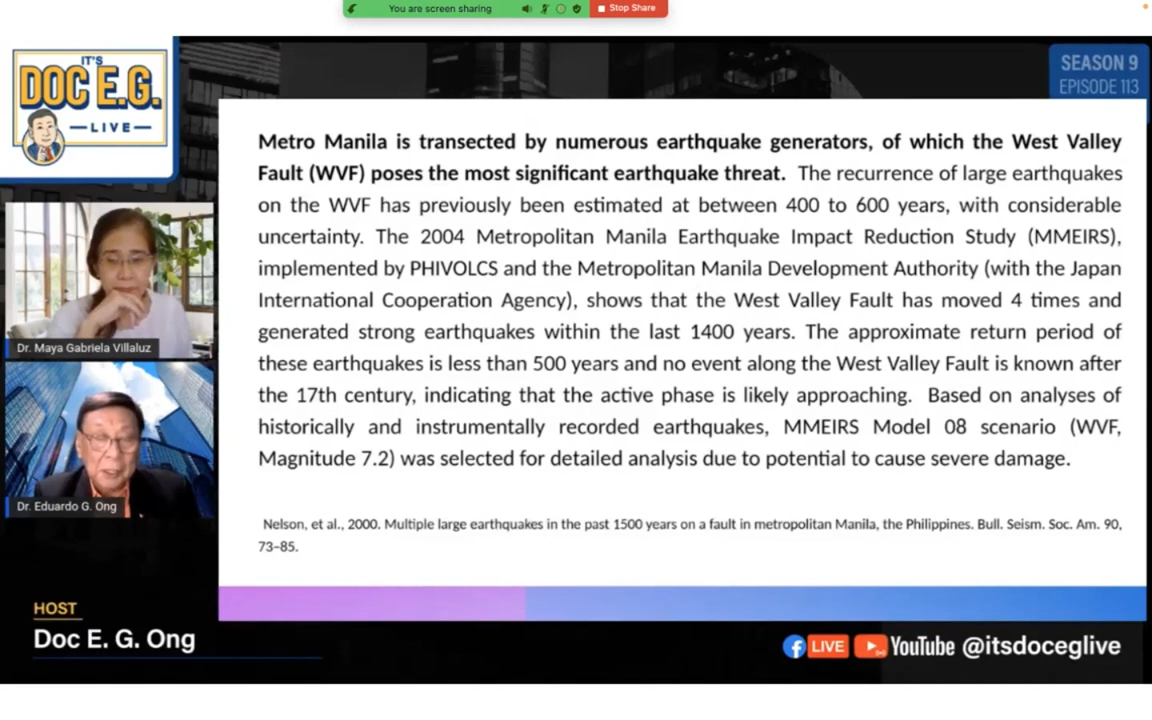 You are screen sharing
Stop Share
IT'S
DOC E.G.
LIVE
SEASON 9
EPISODE 113
Metro Manila is transected by numerous earthquake generators, of which the West Valley
Fault (WVF) poses the most significant earthquake threat. The recurrence of large earthquakes
on the WVF has previously been estimated at between 400 to 600 years, with considerable
uncertainty. The 2004 Metropolitan Manila Earthquake Impact Reduction Study (MMEIRS),
implemented by PHIVOLCS and the Metropolitan Manila Development Authority (with the Japan
International Cooperation Agency), shows that the West Valley Fault has moved 4 times and
generated strong earthquakes within the last 1400 years. The approximate return period of
these earthquakes is less than 500 years and no event along the West Valley Fault is known after
the 17th century, indicating that the active phase is likely approaching. Based on analyses of
historically and instrumentally recorded earthquakes, MMEIRS Model 08 scenario (WVF,
Magnitude 7.2) was selected for detailed analysis due to potential to cause severe damage.
Nelson, et al., 2000. Multiple large earthquakes in the past 1500 years on a fault in metropolitan Manila, the Philippines. Bull. Seism. Soc. Am. 90,
73–85.
Dr. Maya Gabriela Villaluz
Dr. Eduardo G. Ong
HOST
Doc E. G. Ong
LIVE YouTube @itsdoceglive